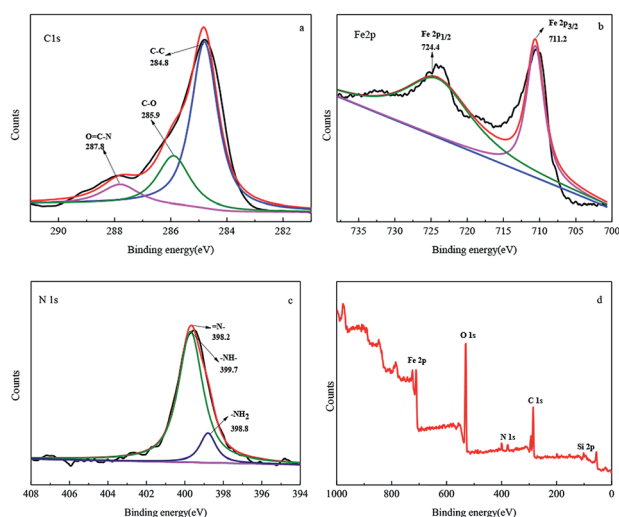 C1s
a
C-C
284.8
C-O
285.9
O=C-N
287.8
Counts
290 288 286 284 282
Binding energy(eV)
Fe2p
b
Fe 2p1/2
724.4
Fe 2p3/2
711.2
Counts
735 730 725 720 715 710 705 700
Binding energy(eV)
N 1s
c
=N-
398.2
-NH-
399.7
-NH2
398.8
Counts
408 406 404 402 400 398 396 394
Binding energy(eV)
d
O 1s
Fe 2p
C 1s
N 1s
Si 2p
Counts
1000 800 600 400 200 0
Binding energy(eV)